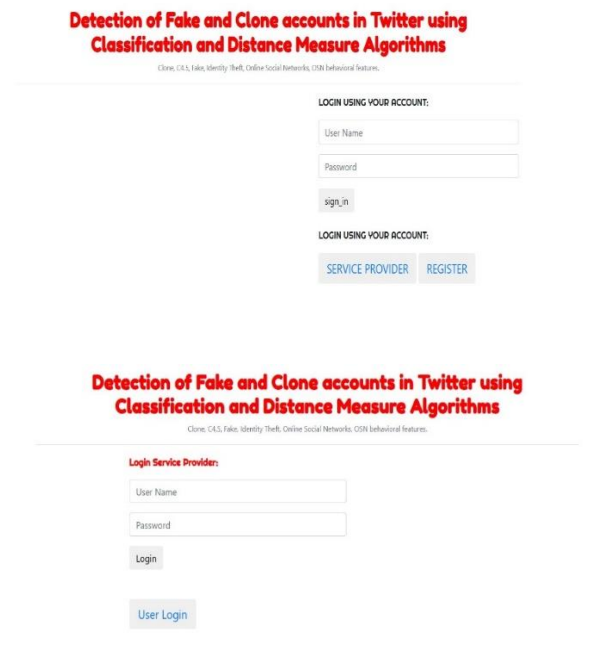 Detection of Fake and Clone accounts in Twitter using
Classification and Distance Measure Algorithms
Clone, C4.5, Fake, Identity Theft, Online Social Networks, OSN behavioral features.
LOGIN USING YOUR ACCOUNT:
User Name
Password
sign_in
LOGIN USING YOUR ACCOUNT:
SERVICE PROVIDER REGISTER
Detection of Fake and Clone accounts in Twitter using
Classification and Distance Measure Algorithms
Clone, C4.5, Fake, Identity Theft, Online Social Networks, OSN behavioral features.
Login Service Provider:
User Name
Password
Login
User Login